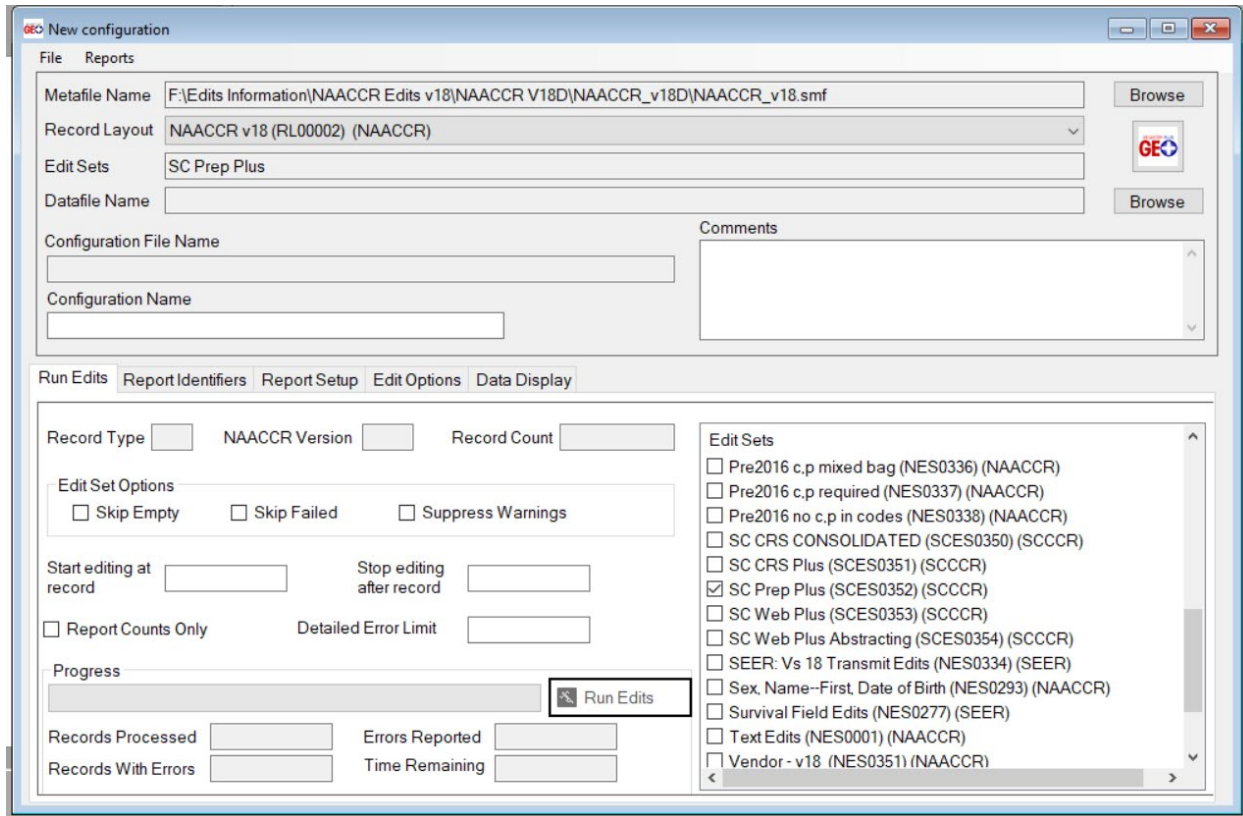 GEO New configuration
File Reports
Metafile Name F:\Edits Information\NAACCR Edits v18\NAACCR V18D\NAACCR_v18D\NAACCR_v18.smf Browse
Record Layout NAACCR v18 (RL00002) (NAACCR)
GEO
Edit Sets SC Prep Plus
Datafile Name Browse
Comments
Configuration File Name
Configuration Name
Run Edits Report Identifiers Report Setup Edit Options Data Display
Record Type NAACCR Version Record Count
Edit Set Options
Skip Empty Skip Failed Suppress Warnings
Start editing at record
Stop editing after record
Report Counts Only Detailed Error Limit
Progress
Run Edits
Records Processed Errors Reported
Records With Errors Time Remaining
Edit Sets
Pre2016 c,p mixed bag (NES0336) (NAACCR)
Pre2016 c,p required (NES0337) (NAACCR)
Pre2016 no c,p in codes (NES0338) (NAACCR)
SC CRS CONSOLIDATED (SCES0350) (SCCCR)
SC CRS Plus (SCES0351) (SCCCR)
SC Prep Plus (SCES0352) (SCCCR)
SC Web Plus (SCES0353) (SCCCR)
SC Web Plus Abstracting (SCES0354) (SCCCR)
SEER: Vs 18 Transmit Edits (NES0334) (SEER)
Sex, Name--First, Date of Birth (NES0293) (NAACCR)
Survival Field Edits (NES0277) (SEER)
Text Edits (NES0001) (NAACCR)
Vendor - v18 (NES0351) (NAACCR)